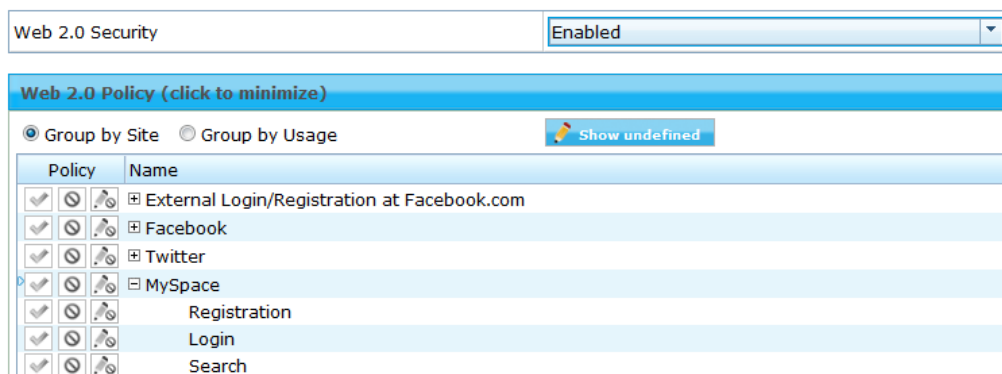 Web 2.0 Security Enabled
Web 2.0 Policy (click to minimize)
Group by Site Group by Usage Show undefined
Policy Name
External Login/Registration at Facebook.com
Facebook
Twitter
MySpace
Registration
Login
Search